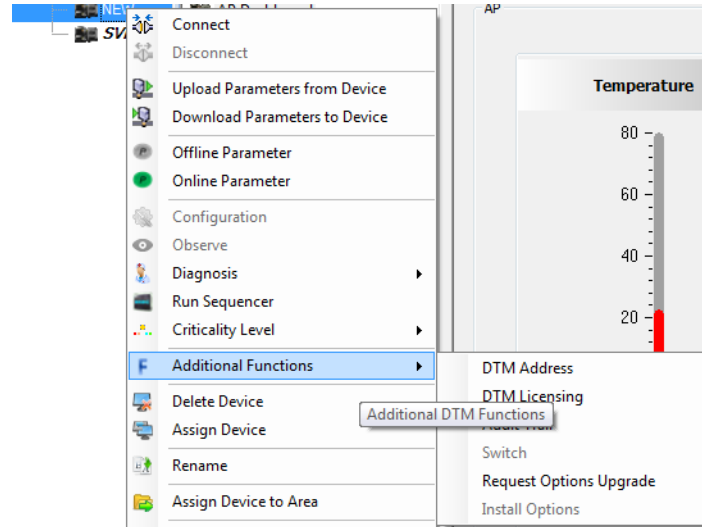 NEW
AP
SV
Connect
Disconnect
Upload Parameters from Device
Download Parameters to Device
Offline Parameter
Online Parameter
Configuration
Observe
Diagnosis
Run Sequencer
Criticality Level
Additional Functions
Delete Device
Assign Device
Rename
Assign Device to Area
Additional DTM Functions
DTM Address
DTM Licensing
Switch
Request Options Upgrade
Install Options
Temperature
80
60
40
20